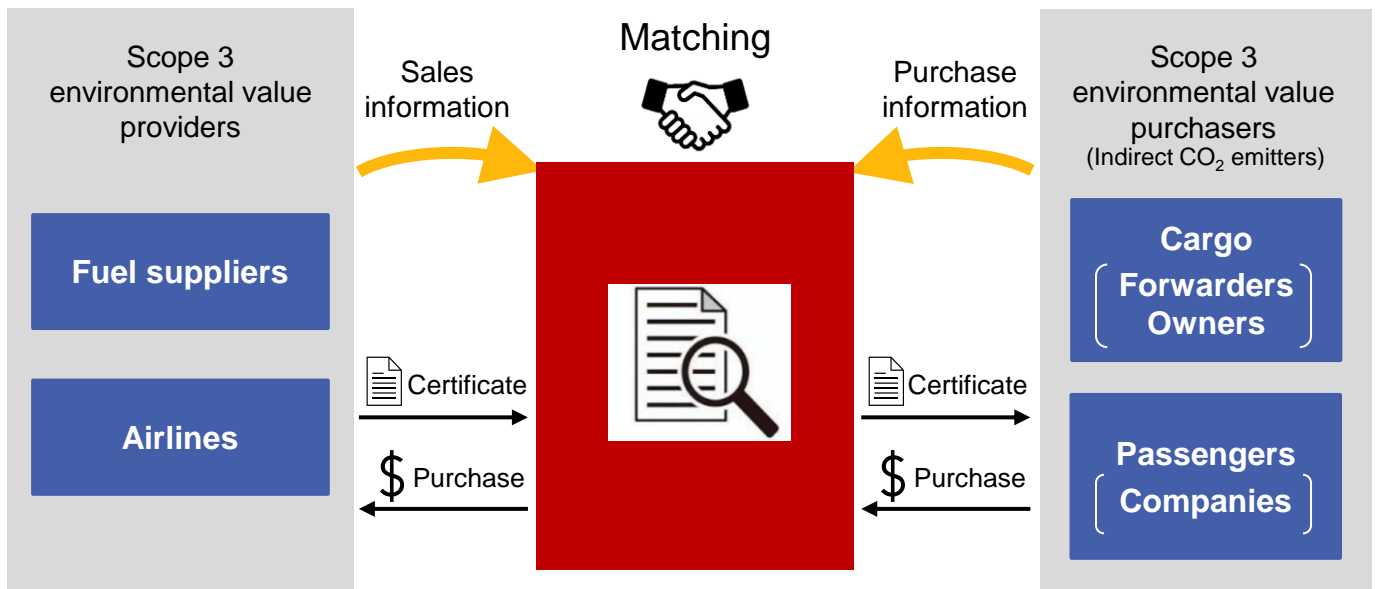 Scope 3
environmental value
providers
Fuel suppliers
Airlines
Sales
information
Matching
Purchase
information
Certificate
$ Purchase
Certificate
$ Purchase
Scope 3
environmental value
purchasers
(Indirect CO₂ emitters)
Cargo
Forwarders
Owners
Passengers
Companies